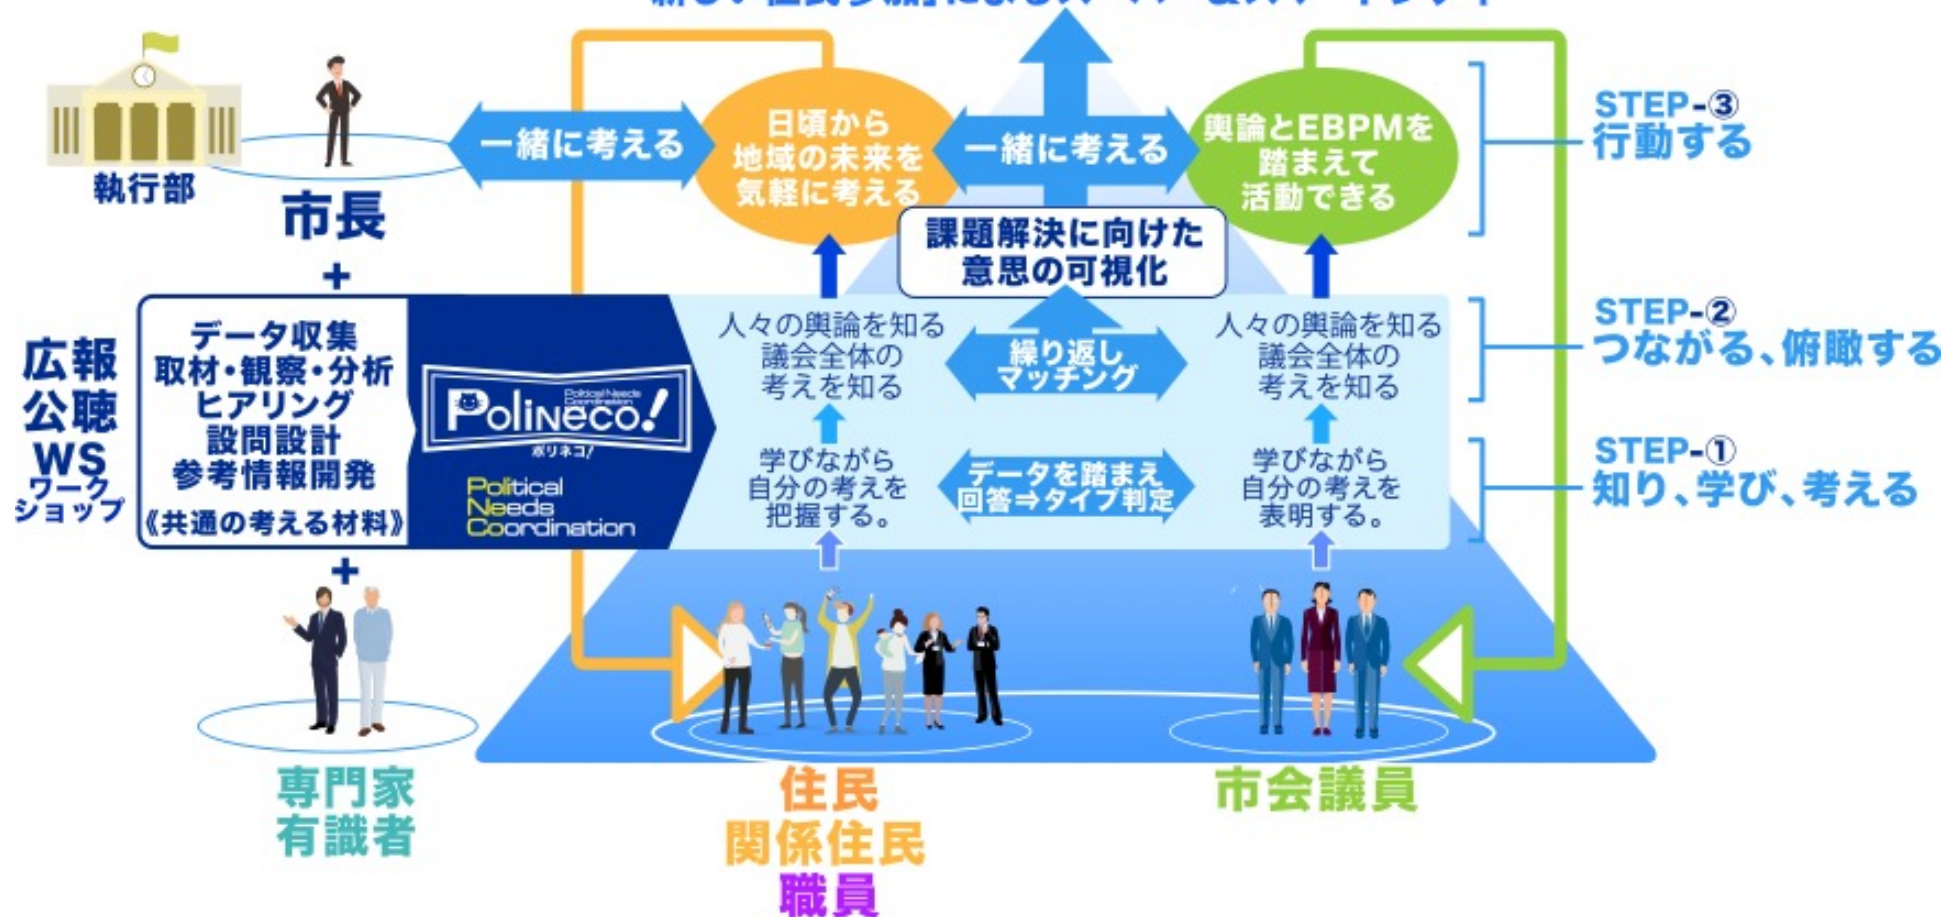 執行部
市長
+
一緒に考える
日頃から
地域の未来を
気軽に考える
一緒に考える
輿論とEBPMを
踏まえて
活動できる
STEP-③
行動する
課題解決に向けた
意思の可視化
広報
公聴
WS
ワーク
ショップ
データ収集
取材・観察・分析
ヒアリング
設問設計
参考情報開発
《共通の考える材料》
Political Needs
Coordination
PoliNeco!
ポリネコ!
Political
Needs
Coordination
人々の輿論を知る
議会全体の
考えを知る
繰り返し
マッチング
人々の輿論を知る
議会全体の
考えを知る
STEP-②
つながる、俯瞰する
学びながら
自分の考えを
把握する。
データを踏まえ
回答⇒タイプ判定
学びながら
自分の考えを
表明する。
STEP-①
知り、学び、考える
+
専門家
有識者
住民
関係住民
職員
市会議員